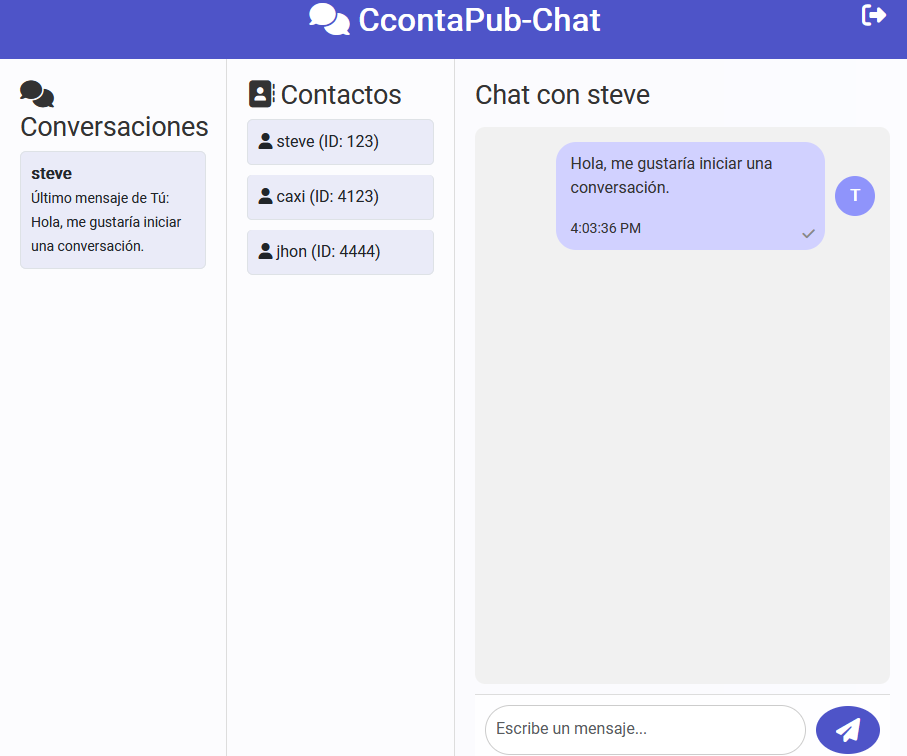 CcontaPub-Chat
Conversaciones
steve
Último mensaje de Tú:
Hola, me gustaría iniciar
una conversación.
Contactos
steve (ID: 123)
caxi (ID: 4123)
jhon (ID: 4444)
Chat con steve
Hola, me gustaría iniciar una
conversación.
4:03:36 PM
T
Escribe un mensaje...